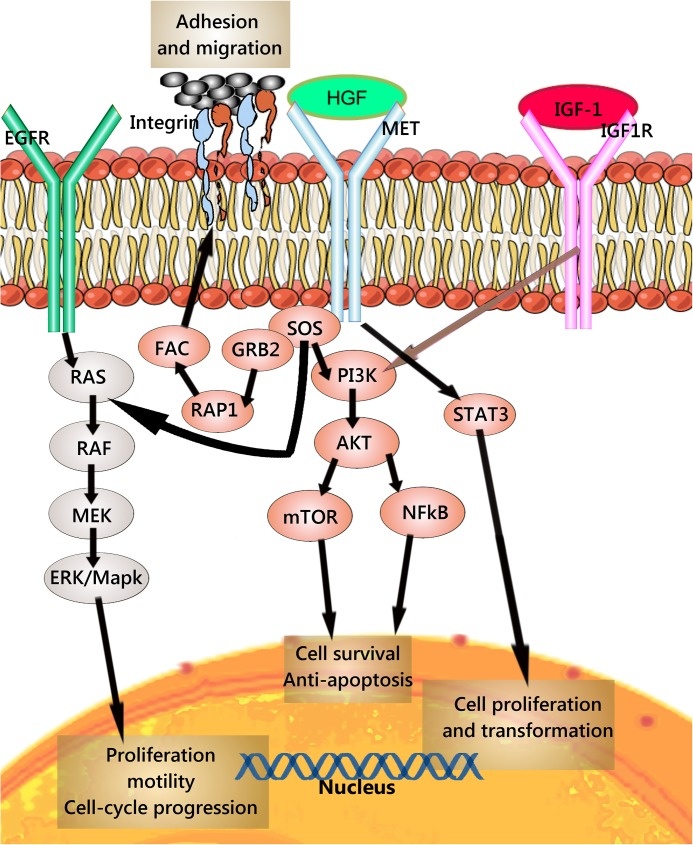 Adhesion
and migration
HGF
IGF-1
EGFR
Integrin
MET
IGF1R
SOS
FAC
GRB2
RAS
PI3K
RAP1
STAT3
RAF
AKT
MEK
mTOR
NFkB
ERK/Mapk
Cell survival
Anti-apoptosis
Cell proliferation
and transformation
Proliferation
motility
Cell-cycle progression
Nucleus